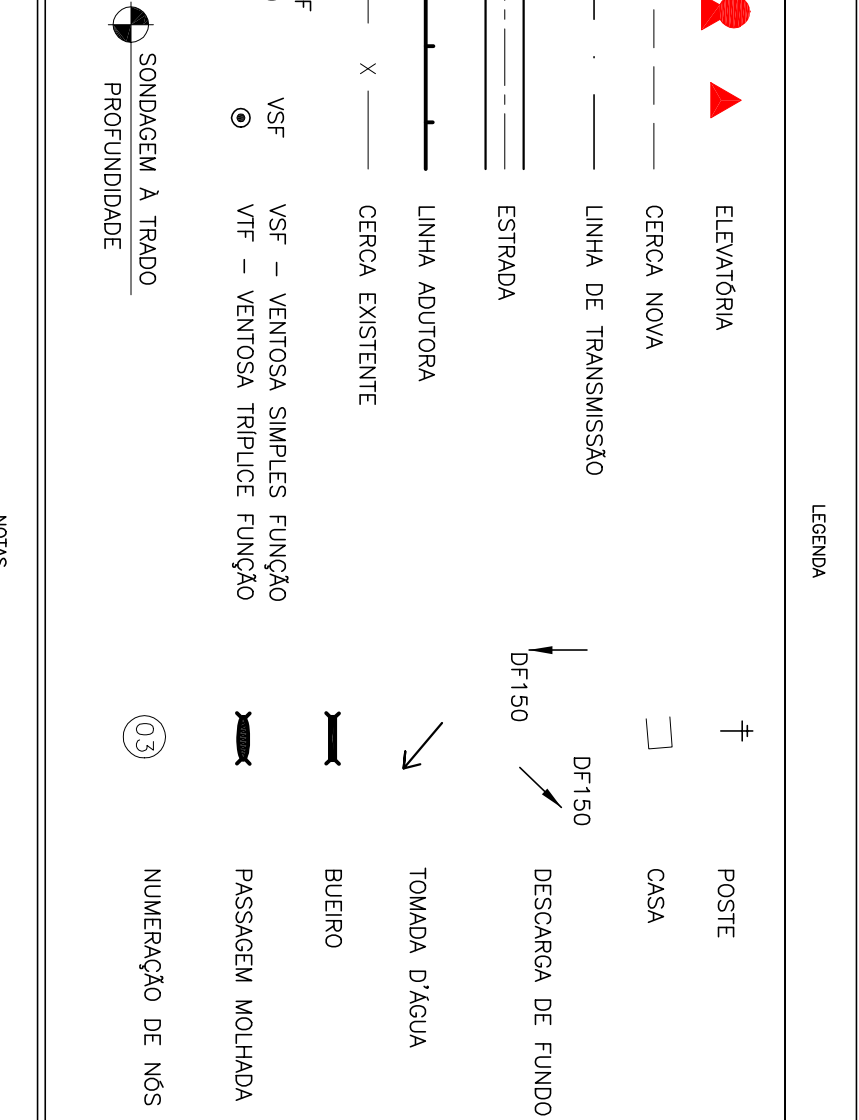 LEGENDA
ELEVATÓRIA
CERCA NOVA
LINHA DE TRANSMISSÃO
ESTRADA
LINHA ADUTORA
X
CERCA EXISTENTE
VSF
VSF – VENTOSA SIMPLES FUNÇÃO
VTF – VENTOSA TRÍPLICE FUNÇÃO
SONDAGEM À TRADO
PROFUNDIDADE
POSTE
CASA
DF150
DF150
DESCARGA DE FUNDO
TOMADA D'ÁGUA
BUEIRO
PASSAGEM MOLHADA
03
NUMERAÇÃO DE NÓS
NOTAS